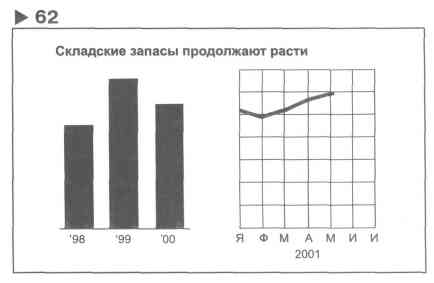 ▶ 62
Складские запасы продолжают расти
'98 '99 '00
Я Ф М А М И И
2001